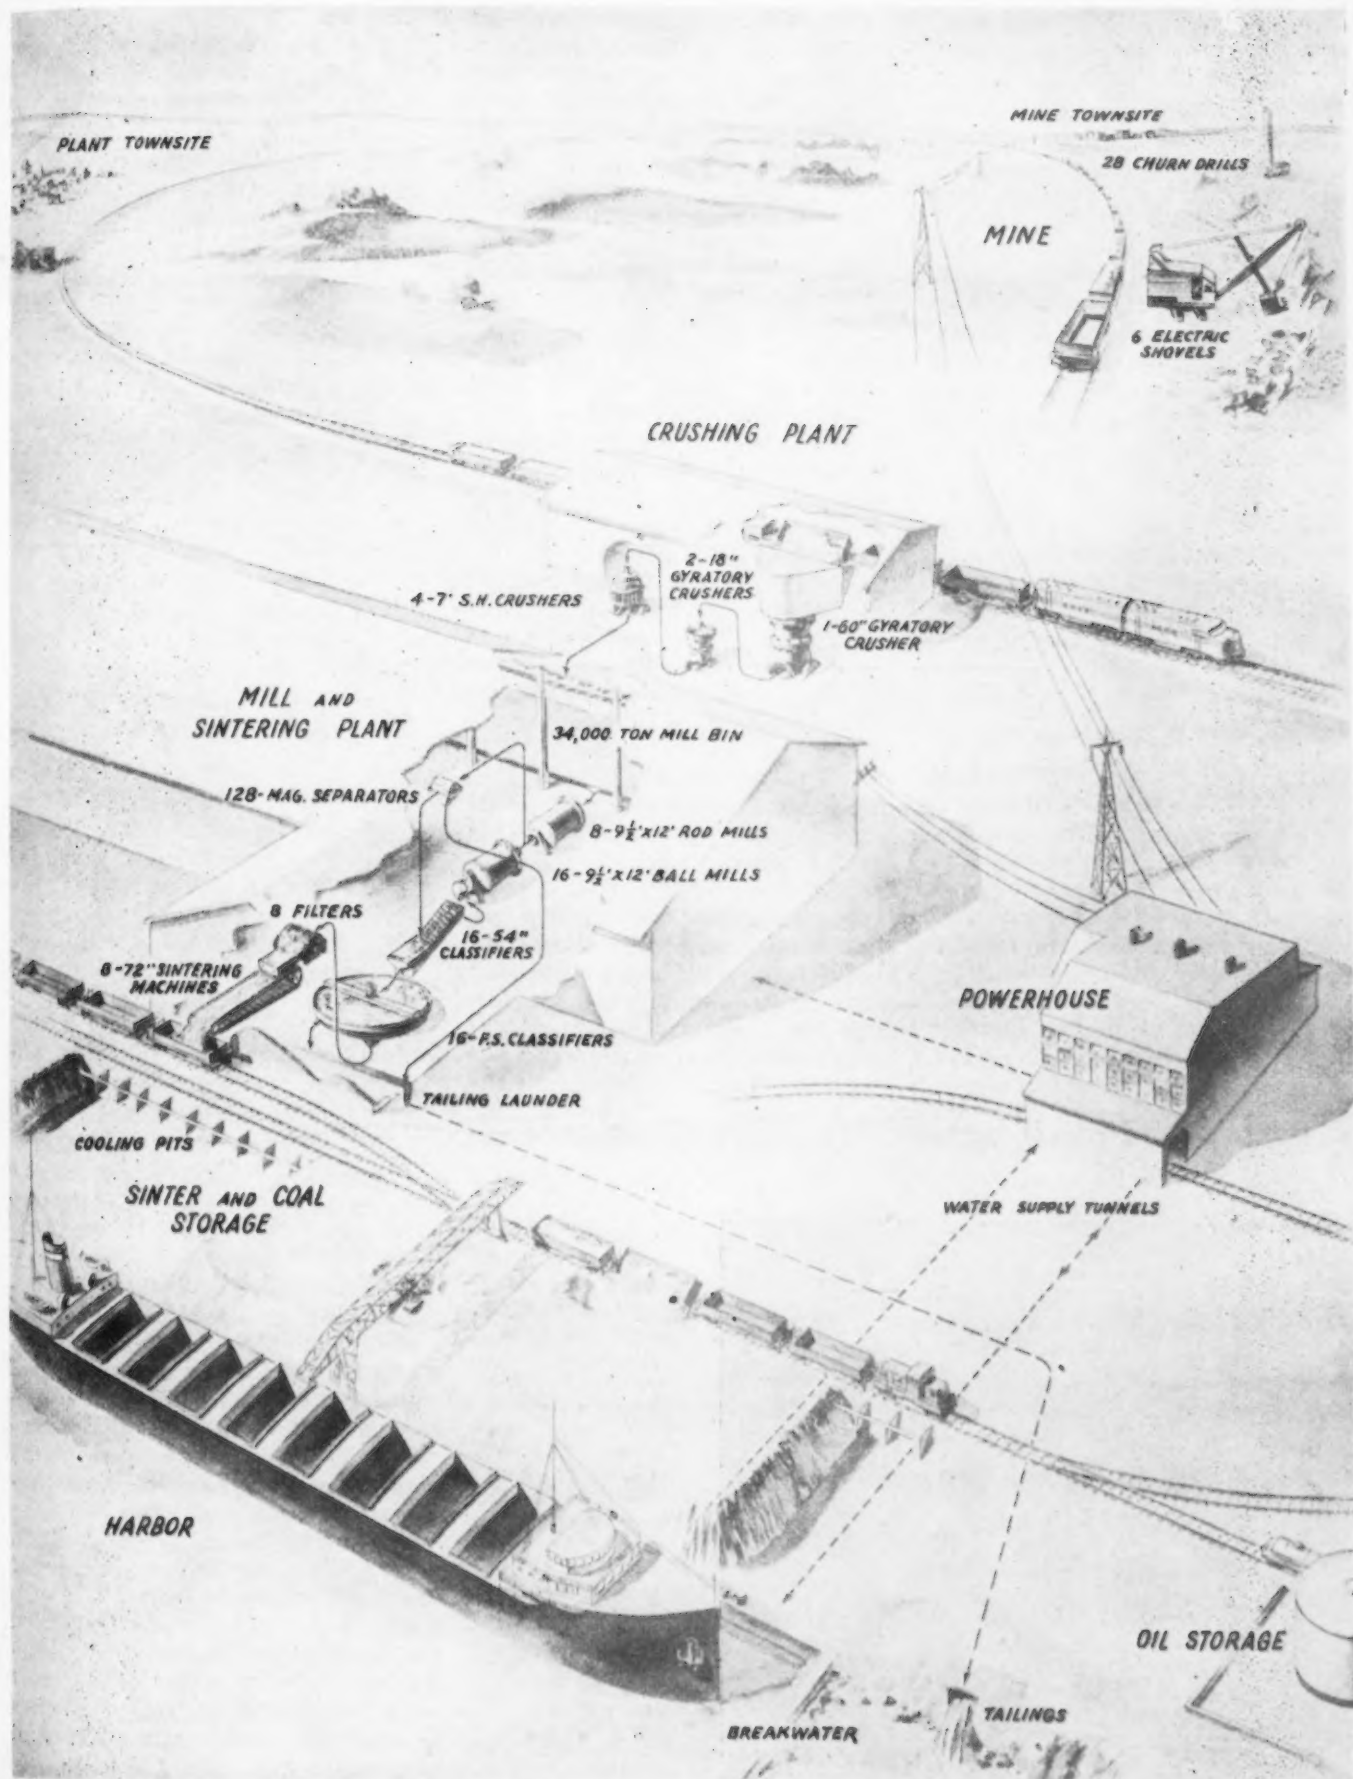 PLANT TOWNSITE
MINE TOWNSITE
28 CHURN DRILLS
MINE
6 ELECTRIC
SHOVELS
CRUSHING PLANT
2-18"
GYRATORY
CRUSHERS
4-7' S.H. CRUSHERS
1-60" GYRATORY
CRUSHER
MILL AND
SINTERING PLANT
34,000 TON MILL BIN
128-MAG. SEPARATORS
8-9½'X12' ROD MILLS
16-9½'X12' BALL MILLS
8 FILTERS
16-54"
CLASSIFIERS
8-72" SINTERING
MACHINES
POWERHOUSE
16-F.S. CLASSIFIERS
TAILING LAUNDER
COOLING PITS
SINTER AND COAL
STORAGE
WATER SUPPLY TUNNELS
HARBOR
OIL STORAGE
TAILINGS
BREAKWATER